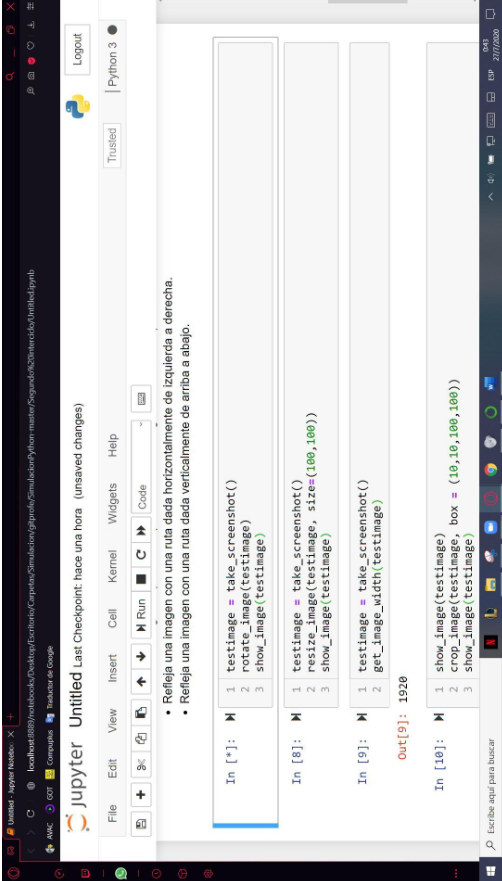 Untitled - Jupyter Notebo
localhost:8889/notebooks/Desktop/Escritorio/Carpetas/Simulacion/gitprofe/SimulacionPython-master/Segundo%20Interciclo/Untitled.ipynb
AVAC GOT Compuplus Traductor de Google
jupyter Untitled Last Checkpoint: hace una hora (unsaved changes) Logout
File Edit View Insert Cell Kernel Widgets Help Trusted Python 3
Run Code
Refleja una imagen con una ruta dada horizontalmente de izquierda a derecha.
Refleja una imagen con una ruta dada verticalmente de arriba a abajo.
In [*]: 1 testimage = take_screenshot()
2 rotate_image(testimage)
3 show_image(testimage)
In [8]: 1 testimage = take_screenshot()
2 resize_image(testimage, size=(100,100))
3 show_image(testimage)
In [9]: 1 testimage = take_screenshot()
2 get_image_width(testimage)
Out[9]: 1920
In [10]: 1 show_image(testimage)
2 crop_image(testimage, box = (10,10,100,100))
3 show_image(testimage)
Escribe aquí para buscar
ESP
0:43
27/7/2020